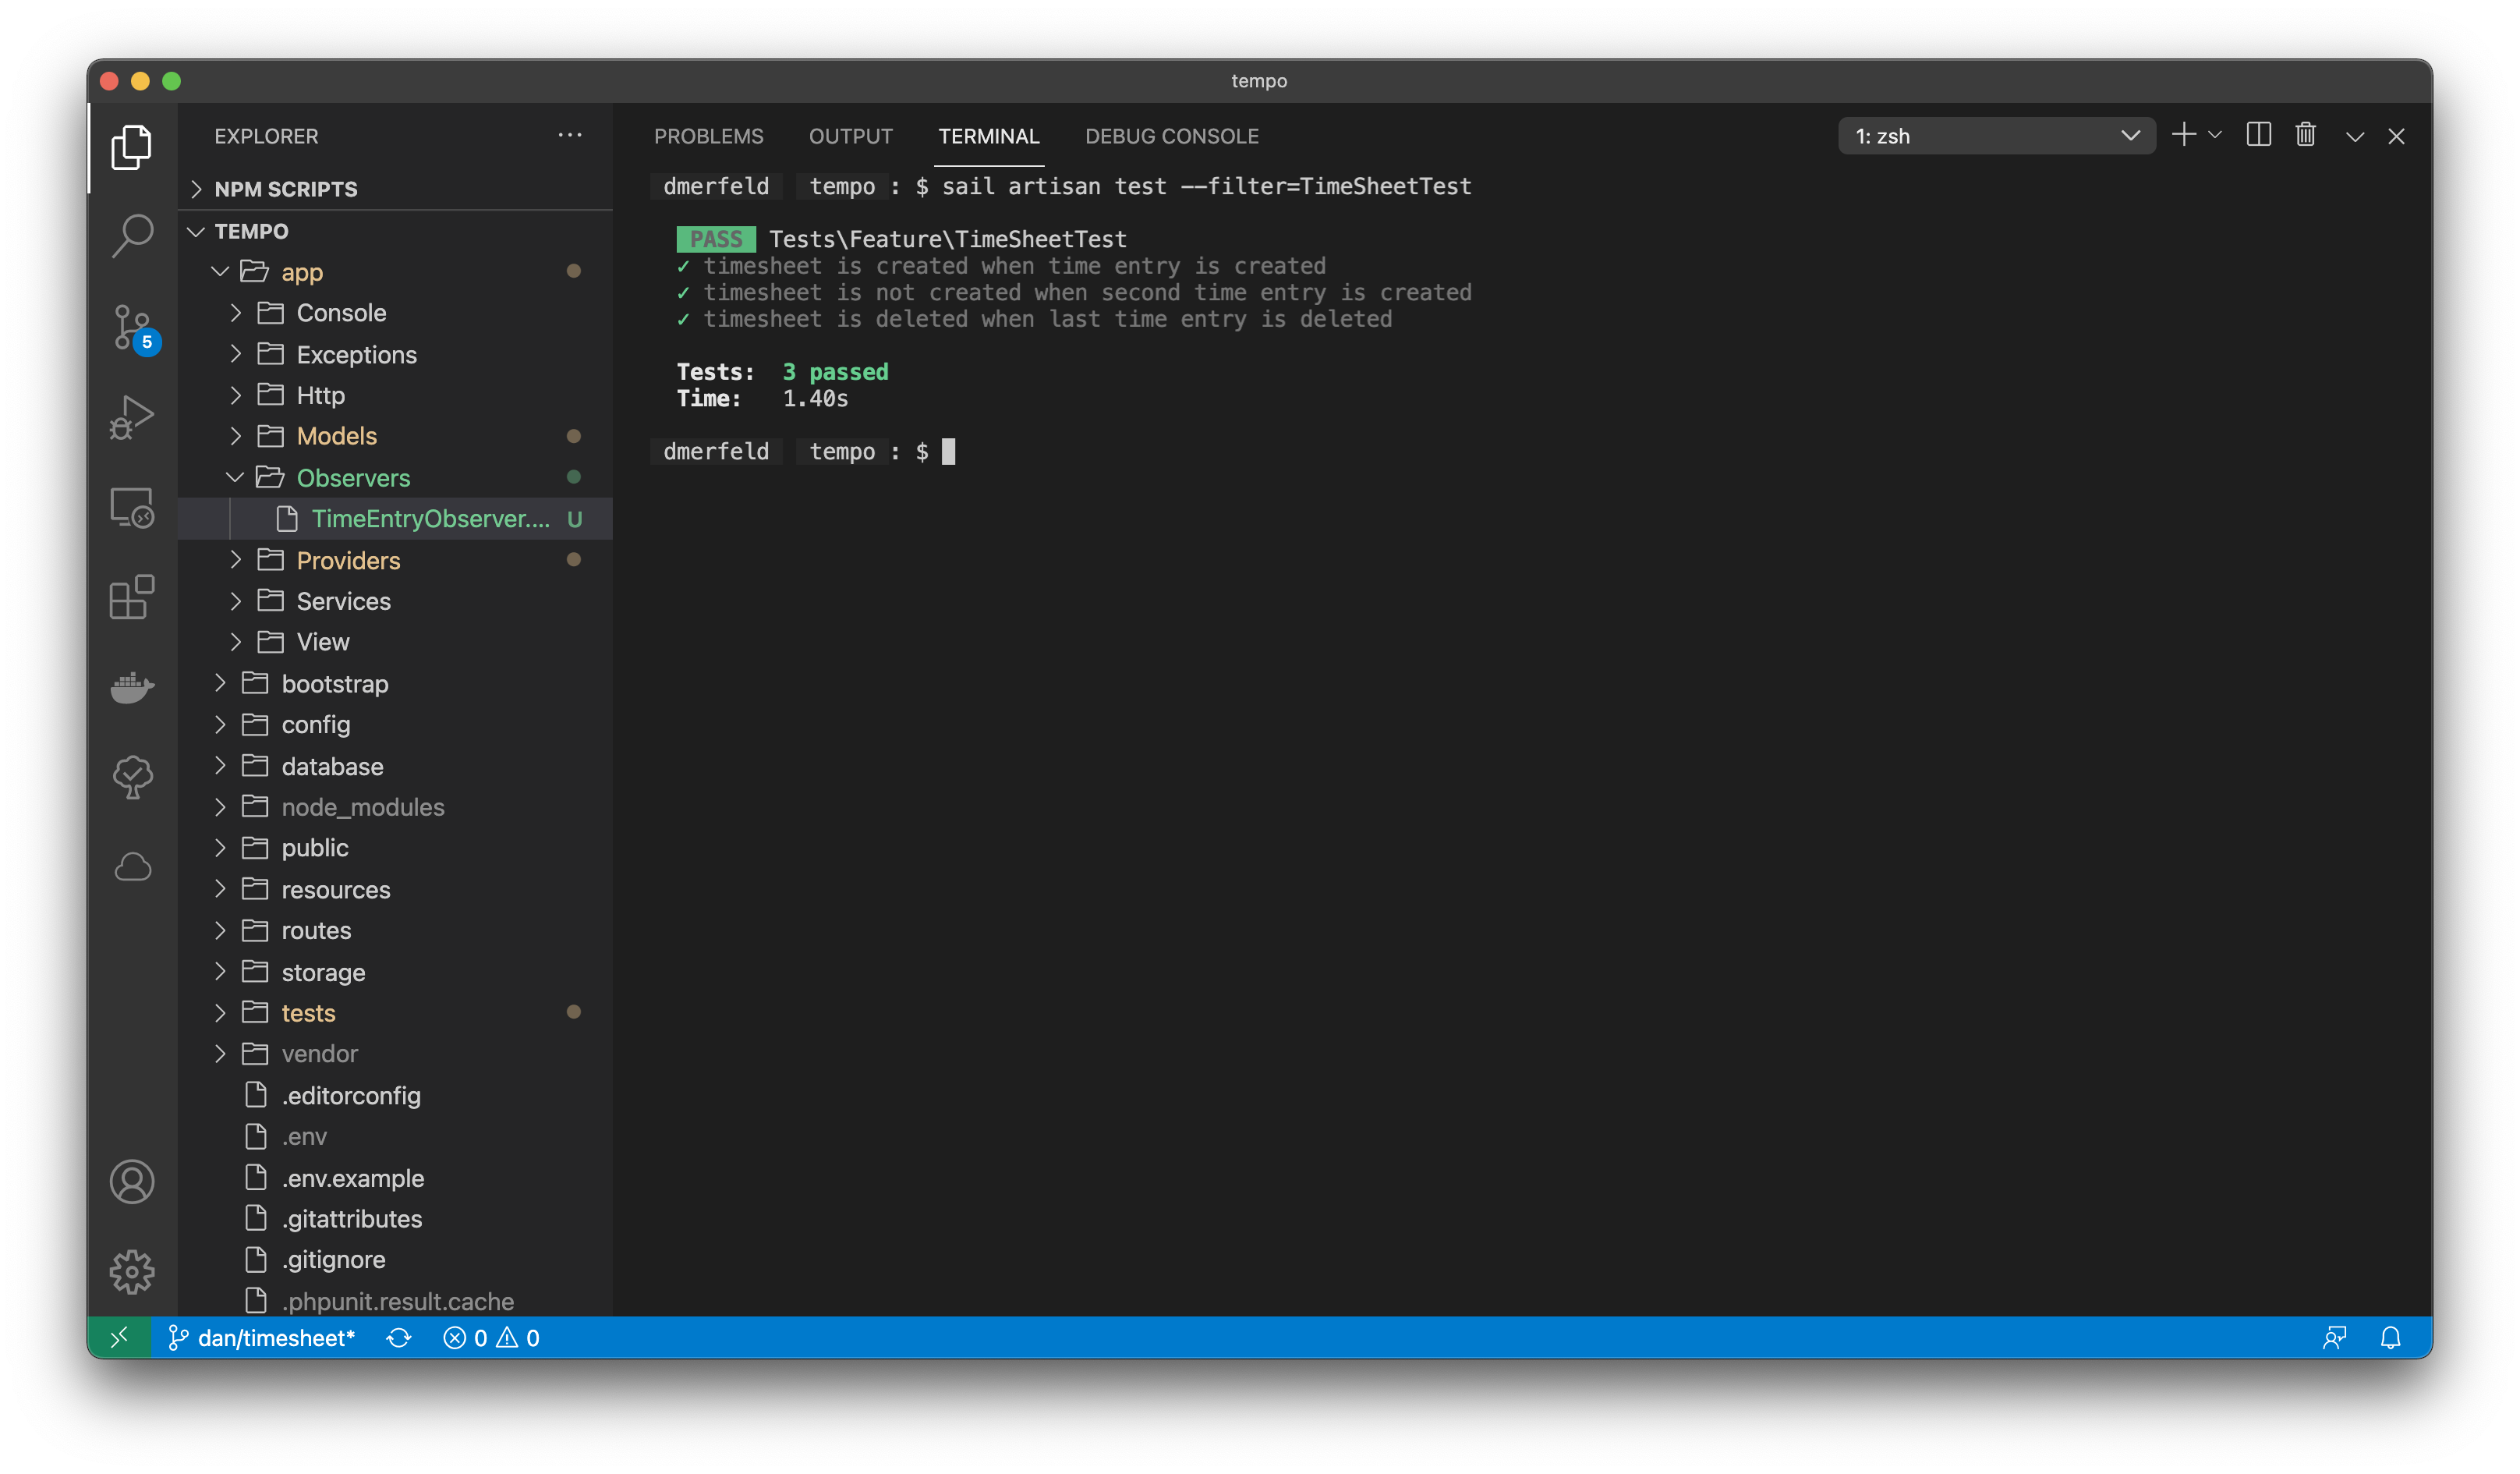 tempo
EXPLORER
NPM SCRIPTS
TEMPO
app
Console
Exceptions
Http
Models
Observers
TimeEntryObserver.... U
Providers
Services
View
bootstrap
config
database
node_modules
public
resources
routes
storage
tests
vendor
.editorconfig
.env
.env.example
.gitattributes
.gitignore
.phpunit.result.cache
5
PROBLEMS OUTPUT TERMINAL DEBUG CONSOLE 1: zsh
dmerfeld tempo : $ sail artisan test --filter=TimeSheetTest
PASS Tests\Feature\TimeSheetTest
✓ timesheet is created when time entry is created
✓ timesheet is not created when second time entry is created
✓ timesheet is deleted when last time entry is deleted
Tests: 3 passed
Time: 1.40s
dmerfeld tempo : $
dan/timesheet* 0 0